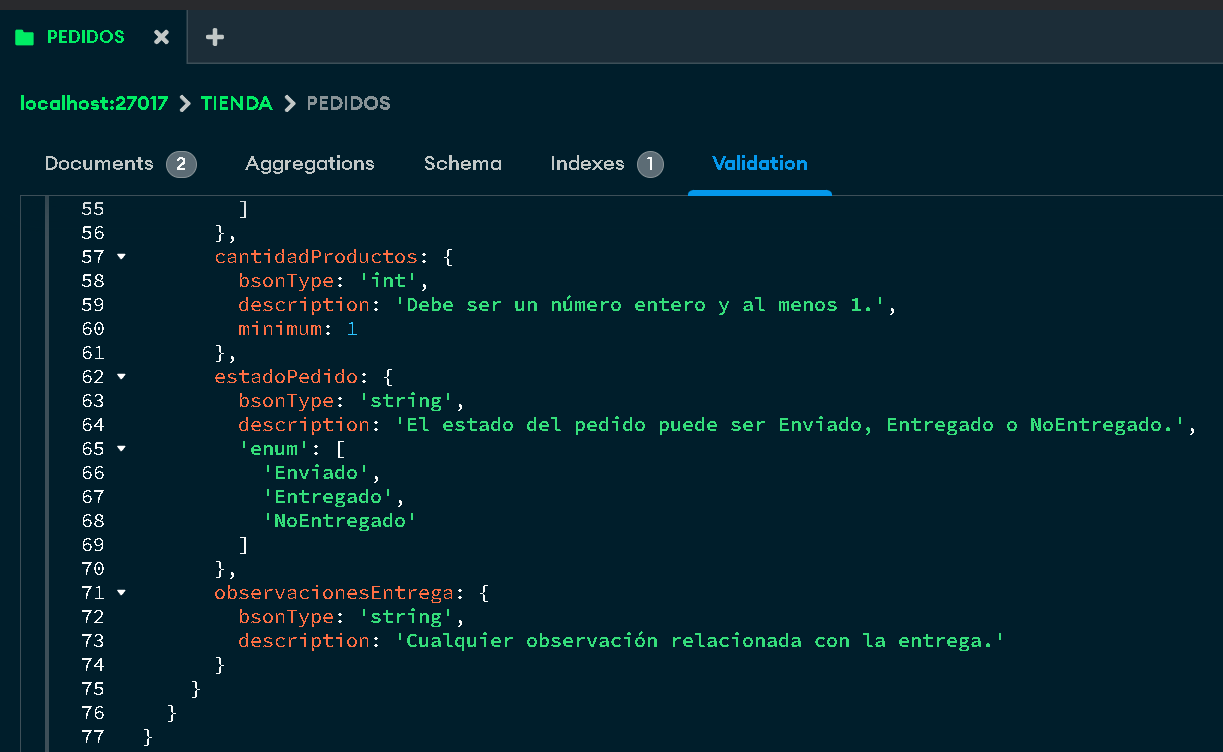 PEDIDOS
localhost:27017 > TIENDA > PEDIDOS
Documents 2 Aggregations Schema Indexes 1 Validation
55 ]
56 },
57 cantidadProductos: {
58 bsonType: 'int',
59 description: 'Debe ser un número entero y al menos 1.',
60 minimum: 1
61 },
62 estadoPedido: {
63 bsonType: 'string',
64 description: 'El estado del pedido puede ser Enviado, Entregado o NoEntregado.',
65 'enum': [
66 'Enviado',
67 'Entregado',
68 'NoEntregado'
69 ]
70 },
71 observacionesEntrega: {
72 bsonType: 'string',
73 description: 'Cualquier observación relacionada con la entrega.'
74 }
75 }
76 }
77 }